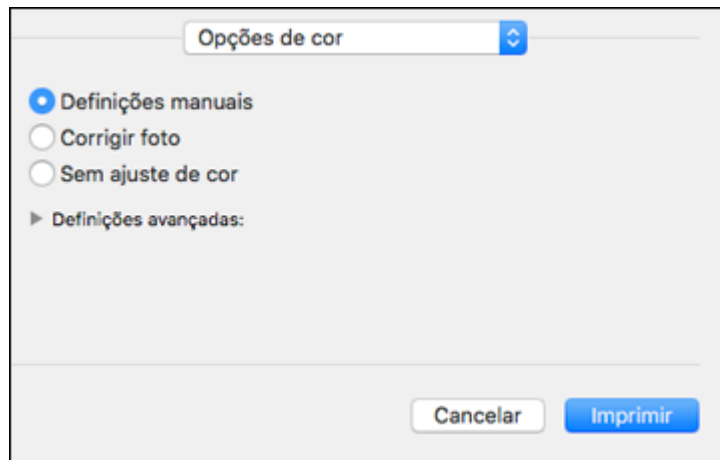 Opções de cor
Definições manuais
Corrigir foto
Sem ajuste de cor
Definições avançadas:
Cancelar Imprimir